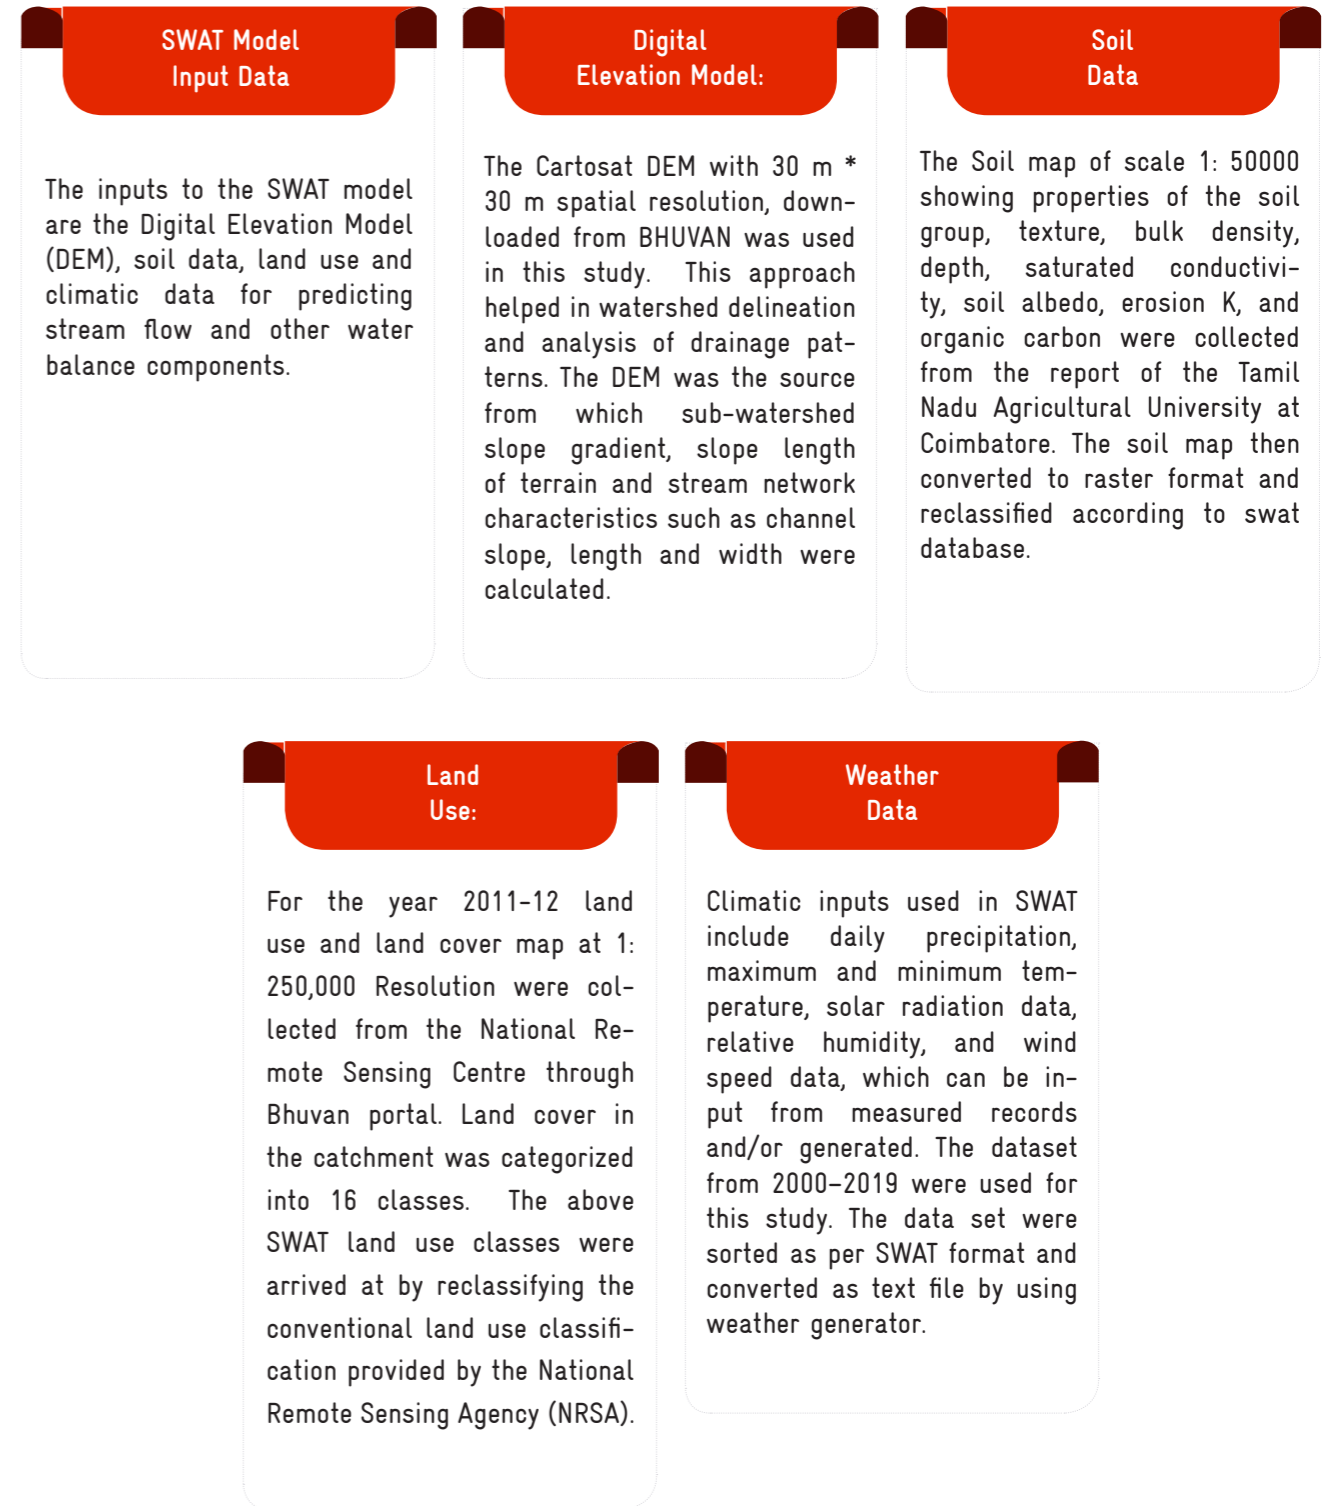 SWAT Model
Input Data
The inputs to the SWAT model
are the Digital Elevation Model
(DEM), soil data, land use and
climatic data for predicting
stream flow and other water
balance components.
Digital
Elevation Model:
The Cartosat DEM with 30 m *
30 m spatial resolution, down-
loaded from BHUVAN was used
in this study. This approach
helped in watershed delineation
and analysis of drainage pat-
terns. The DEM was the source
from which sub-watershed
slope gradient, slope length
of terrain and stream network
characteristics such as channel
slope, length and width were
calculated.
Soil
Data
The Soil map of scale 1: 50000
showing properties of the soil
group, texture, bulk density,
depth, saturated conductivi-
ty, soil albedo, erosion K, and
organic carbon were collected
from the report of the Tamil
Nadu Agricultural University at
Coimbatore. The soil map then
converted to raster format and
reclassified according to swat
database.
Land
Use:
For the year 2011-12 land
use and land cover map at 1:
250,000 Resolution were col-
lected from the National Re-
mote Sensing Centre through
Bhuvan portal. Land cover in
the catchment was categorized
into 16 classes. The above
SWAT land use classes were
arrived at by reclassifying the
conventional land use classifi-
cation provided by the National
Remote Sensing Agency (NRSA).
Weather
Data
Climatic inputs used in SWAT
include daily precipitation,
maximum and minimum tem-
perature, solar radiation data,
relative humidity, and wind
speed data, which can be in-
put from measured records
and/or generated. The dataset
from 2000–2019 were used for
this study. The data set were
sorted as per SWAT format and
converted as text file by using
weather generator.